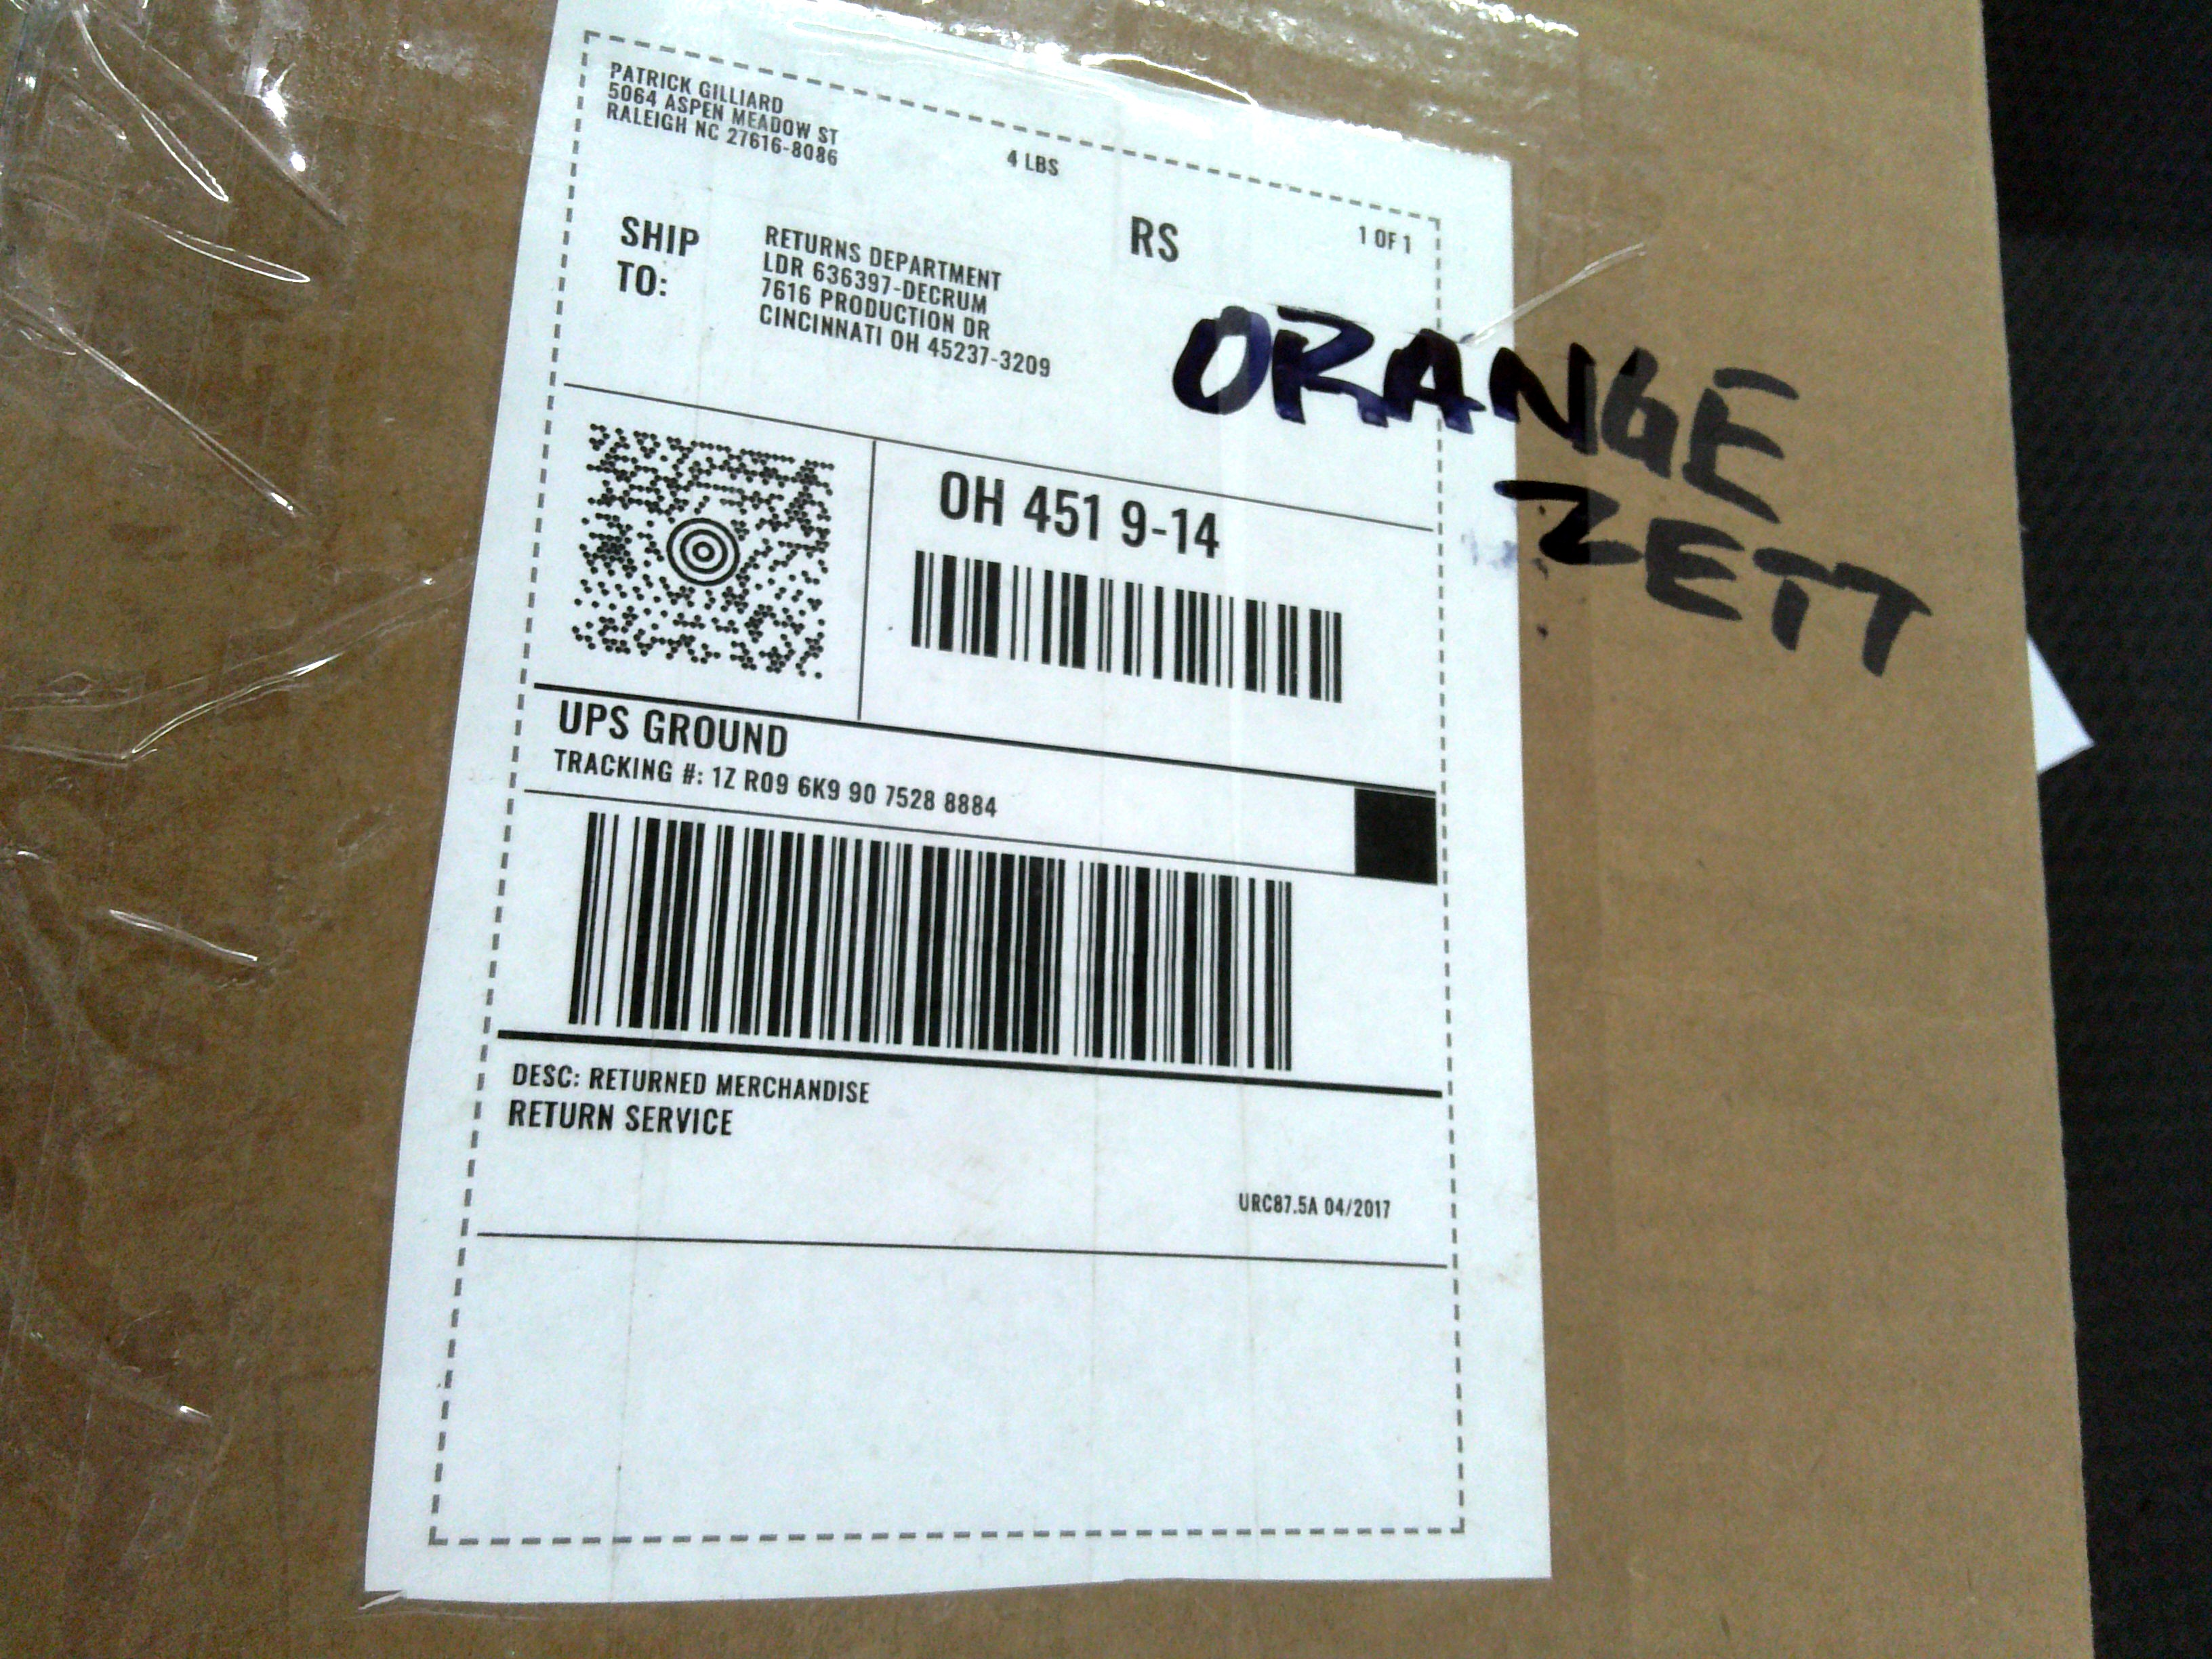 PATRICK GILLIARD
5064 ASPEN MEADOW ST
RALEIGH NC 27616-8086
4 LBS
RS
1 OF 1
SHIP
TO:
RETURNS DEPARTMENT
LDR 636397-DECRUM
7616 PRODUCTION DR
CINCINNATI OH 45237-3209
ORANGE
ZETT
OH 451 9-14
UPS GROUND
TRACKING #: 1Z R09 6K9 90 7528 8884
DESC: RETURNED MERCHANDISE
RETURN SERVICE
URC87.5A 04/2017